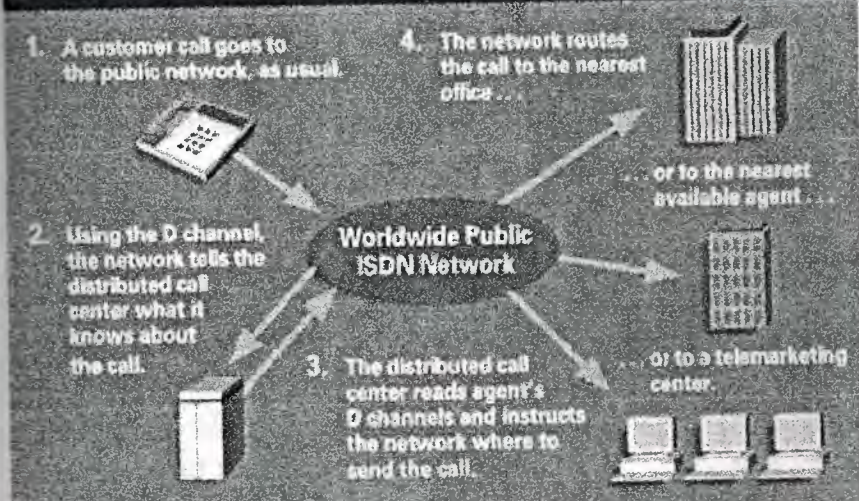 1. A customer call goes to
the public network, as usual.
2. Using the D channel,
the network tells the
distributed call
center what it
knows about
the call.
Worldwide Public
ISDN Network
3. The distributed call
center reads agent's
D channels and instructs
the network where to
send the call.
4. The network routes
the call to the nearest
office . . .
. . . or to the nearest
available agent . . .
. . . or to a telemarketing
center.